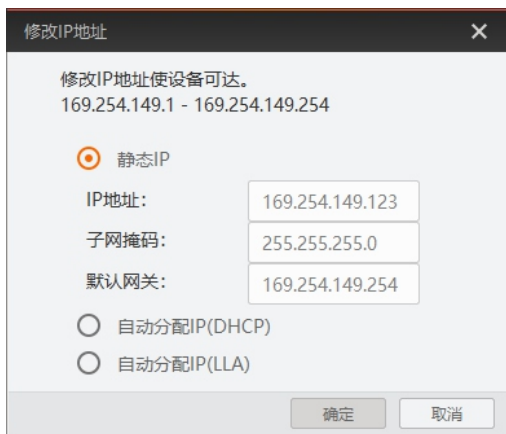 修改IP地址
修改IP地址使设备可达。
169.254.149.1 - 169.254.149.254
静态IP
IP地址: 169.254.149.123
子网掩码: 255.255.255.0
默认网关: 169.254.149.254
自动分配IP(DHCP)
自动分配IP(LLA)
确定 取消